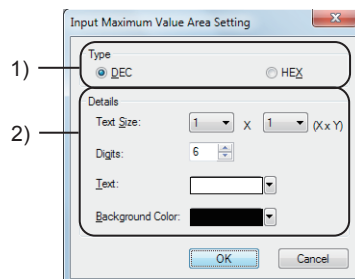 Input Maximum Value Area Setting
1)
Type
DEC HEX
2)
Details
Text Size: 1 X 1 (X x Y)
Digits: 6
Text:
Background Color:
OK Cancel